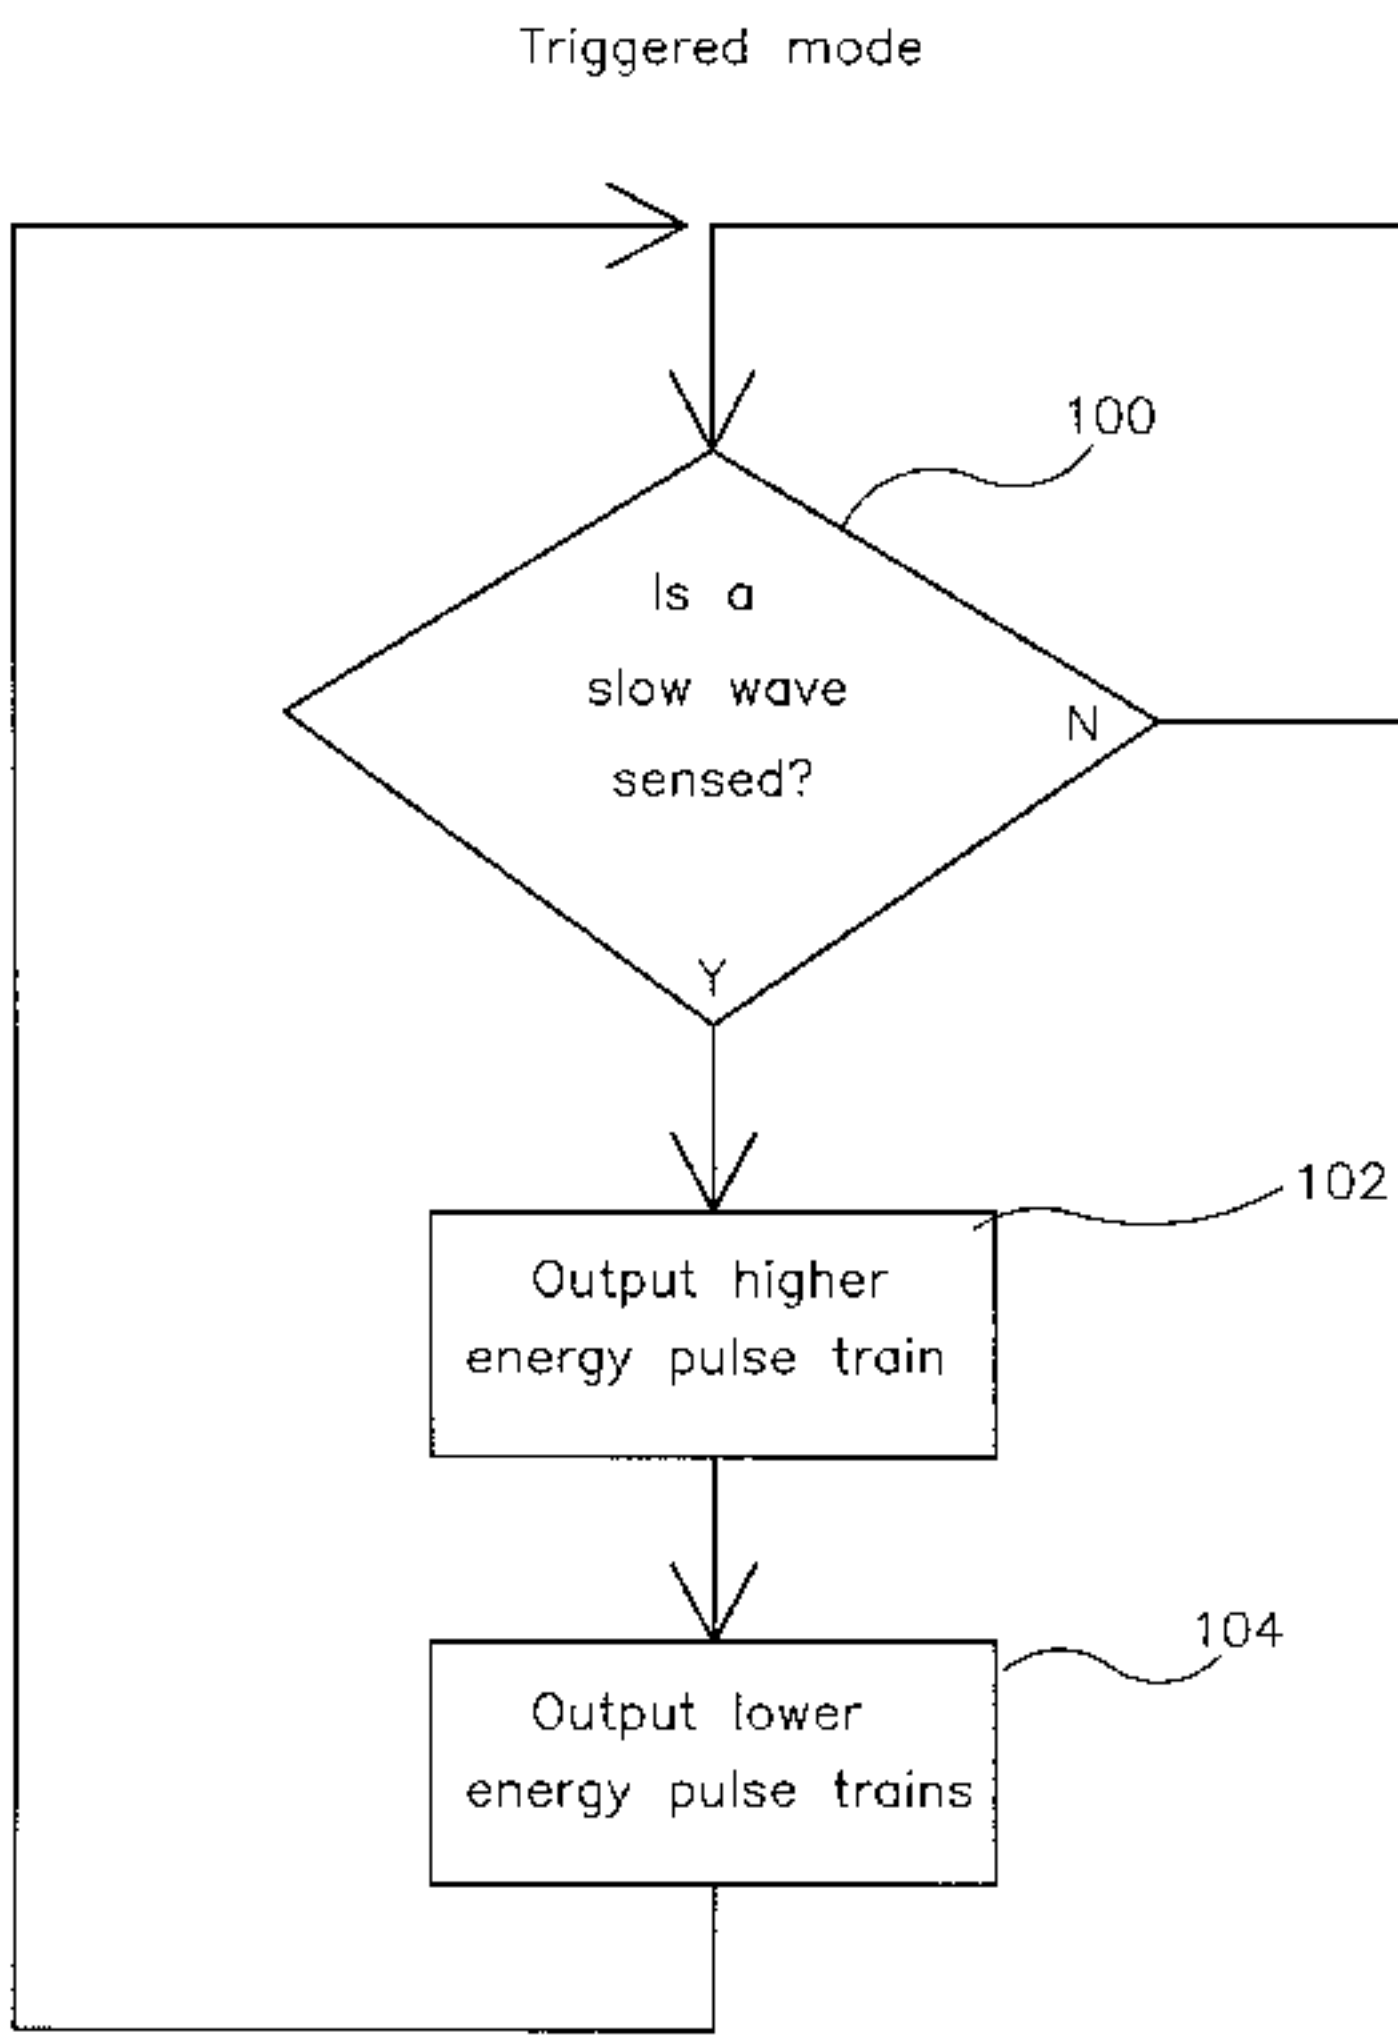 Triggered mode
100
Is a
slow wave
sensed?
N
Y
102
Output higher
energy pulse train
104
Output lower
energy pulse trains